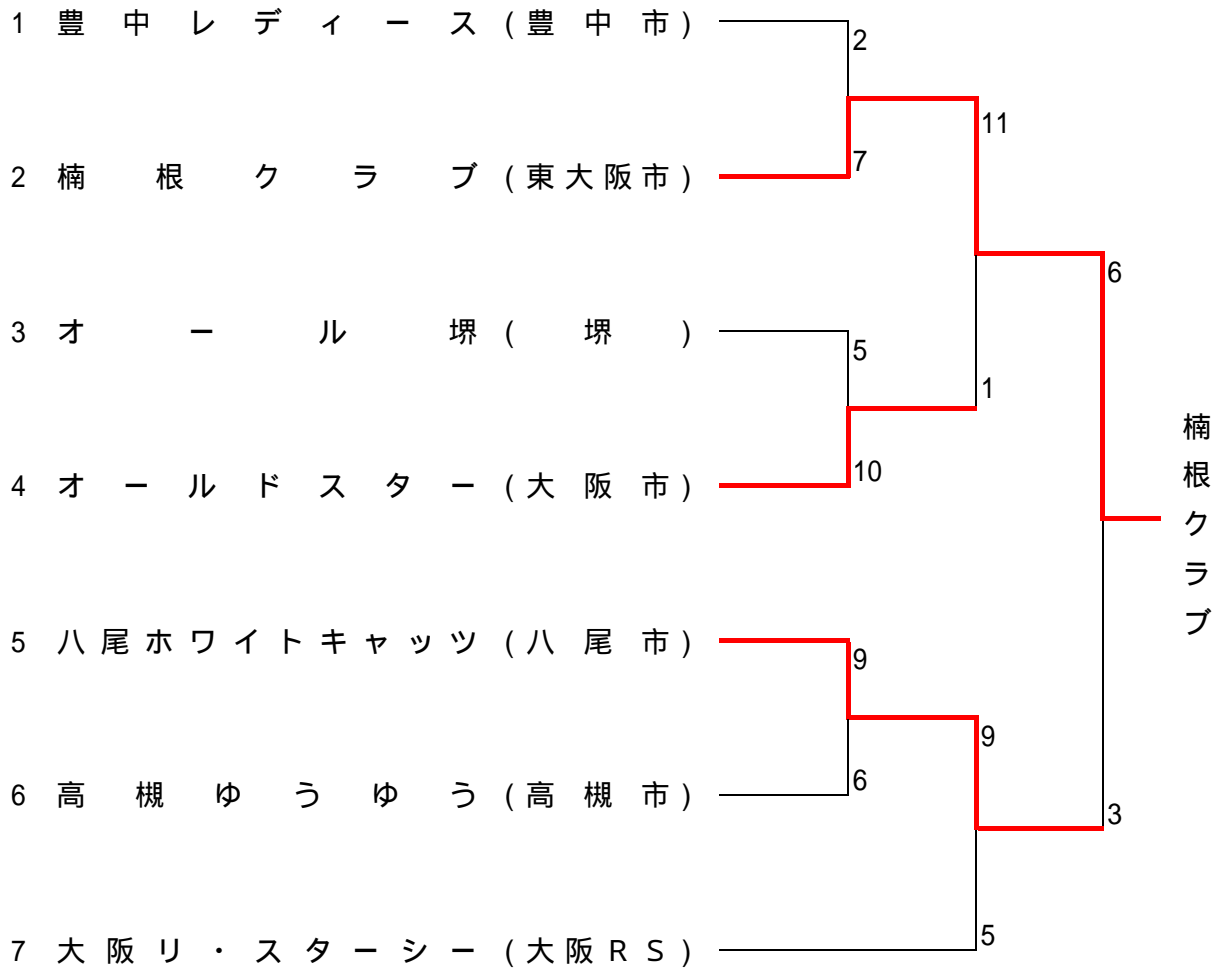 1 豊中レディース(豊中市)
2
11
2 楠根クラブ(東大阪市)
7
6
3 オール堺(堺)
5
1
4 オールドスター(大阪市)
10
楠根クラブ
5 八尾ホワイトキャッツ(八尾市)
9
9
6 高槻ゆうゆう(高槻市)
6
3
7 大阪リ・スターシー(大阪RS)
5